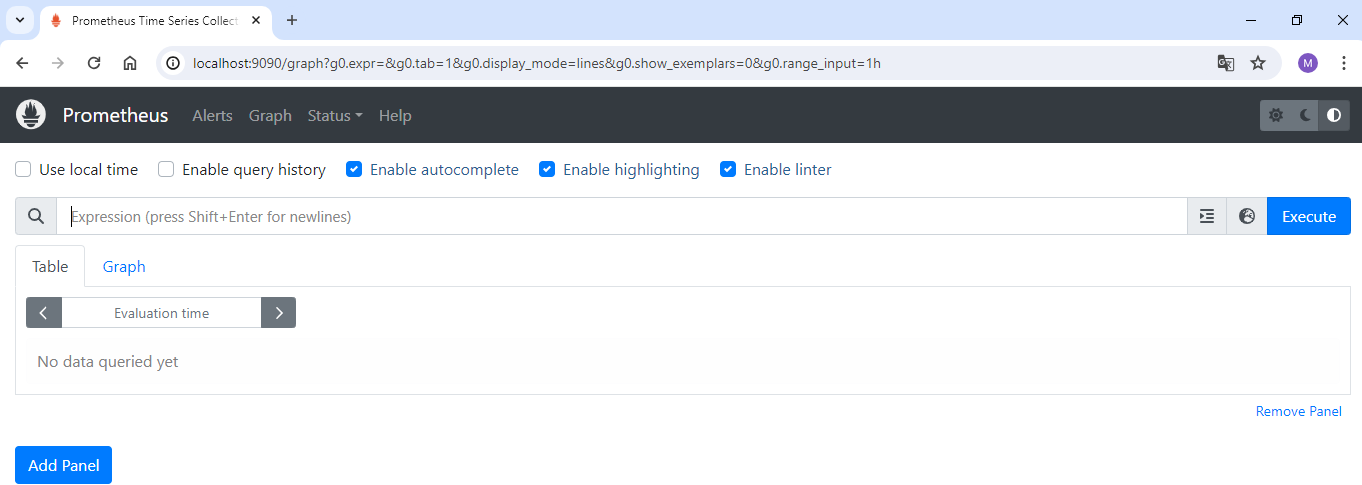 Prometheus Time Series Collect
localhost:9090/graph?g0.expr=&g0.tab=1&g0.display_mode=lines&g0.show_exemplars=0&g0.range_input=1h
M
Prometheus Alerts Graph Status Help
Use local time Enable query history Enable autocomplete Enable highlighting Enable linter
Expression (press Shift+Enter for newlines) Execute
Table Graph
Evaluation time
No data queried yet
Remove Panel
Add Panel